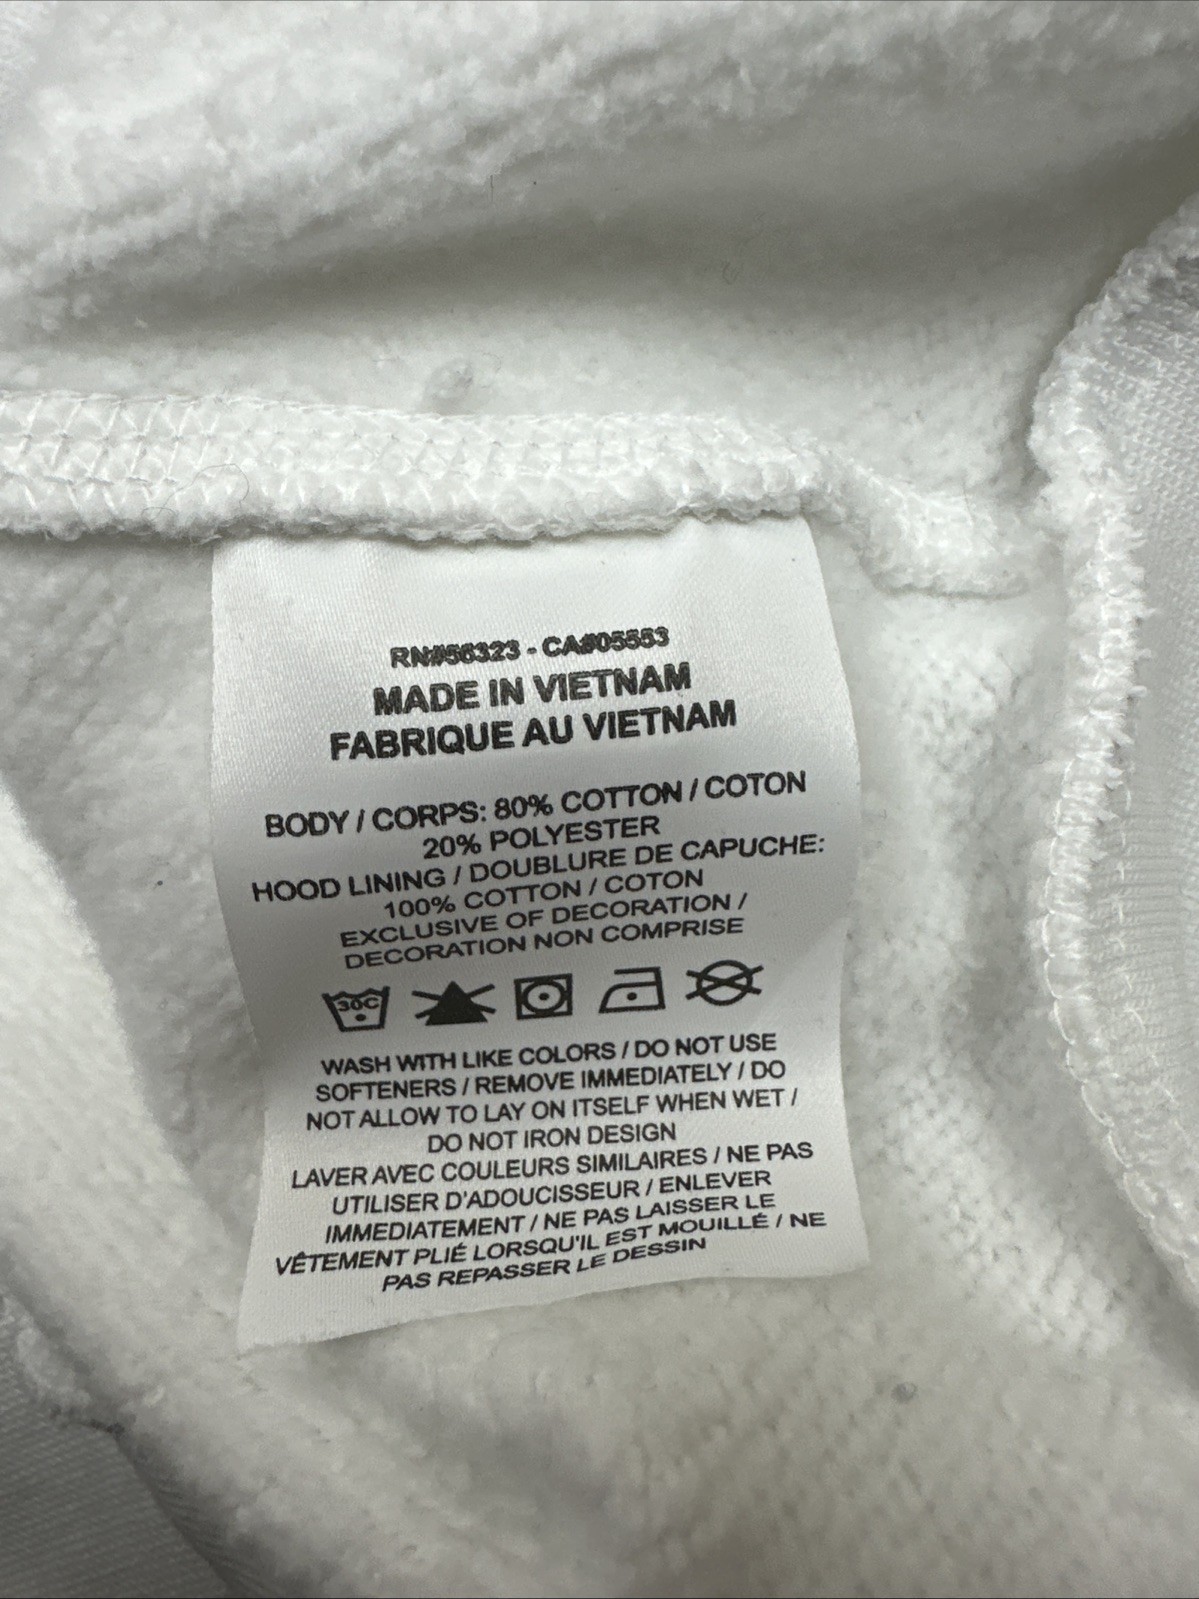 RN#56323 - CA#05553
MADE IN VIETNAM
FABRIQUE AU VIETNAM
BODY / CORPS: 80% COTTON / COTON
20% POLYESTER
HOOD LINING / DOUBLURE DE CAPUCHE:
100% COTTON / COTON
EXCLUSIVE OF DECORATION /
DECORATION NON COMPRISE
30C
WASH WITH LIKE COLORS / DO NOT USE
SOFTENERS / REMOVE IMMEDIATELY / DO
NOT ALLOW TO LAY ON ITSELF WHEN WET /
DO NOT IRON DESIGN
LAVER AVEC COULEURS SIMILAIRES / NE PAS
UTILISER D'ADOUCISSEUR / ENLEVER
IMMEDIATEMENT / NE PAS LAISSER LE
VÊTEMENT PLIÉ LORSQU'IL EST MOUILLÉ / NE
PAS REPASSER LE DESSIN